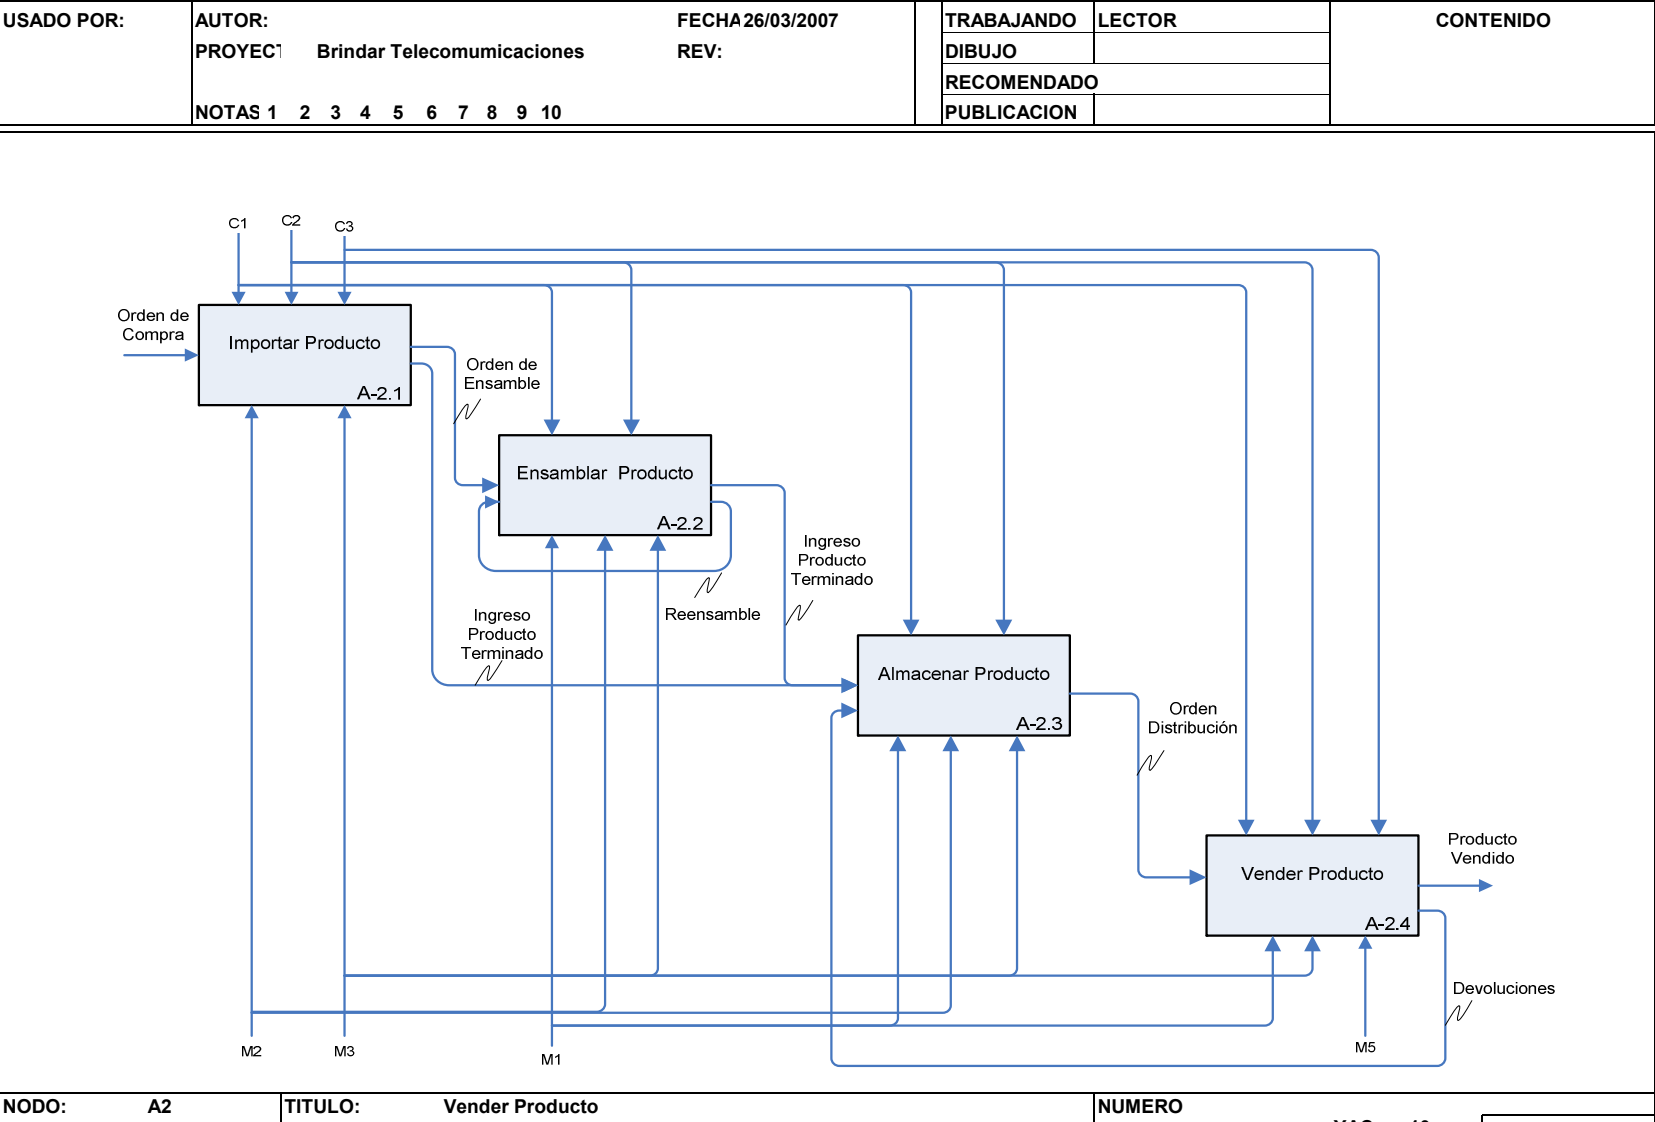 USADO POR:
AUTOR:
FECHA 26/03/2007
TRABAJANDO
LECTOR
CONTENIDO
PROYECT
Brindar Telecomumicaciones
REV:
DIBUJO
RECOMENDADO
NOTAS 1 2 3 4 5 6 7 8 9 10
PUBLICACION
C1
C2
C3
Orden de
Compra
Importar Producto
A-2.1
Orden de
Ensamble
Ensamblar Producto
A-2.2
Ingreso
Producto
Terminado
Reensamble
Ingreso
Producto
Terminado
Almacenar Producto
A-2.3
Orden
Distribución
Producto
Vendido
Vender Producto
A-2.4
Devoluciones
M2
M3
M1
M5
NODO:
A2
TITULO:
Vender Producto
NUMERO